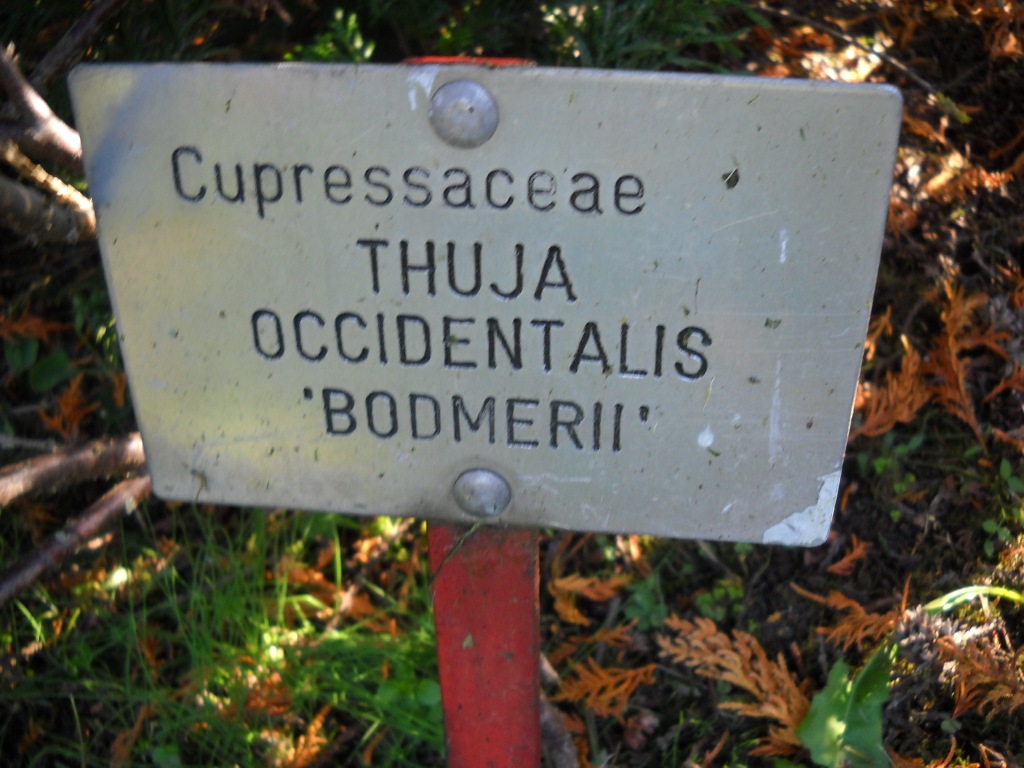 Cupressaceae
THUJA
OCCIDENTALIS
'BODMERII'